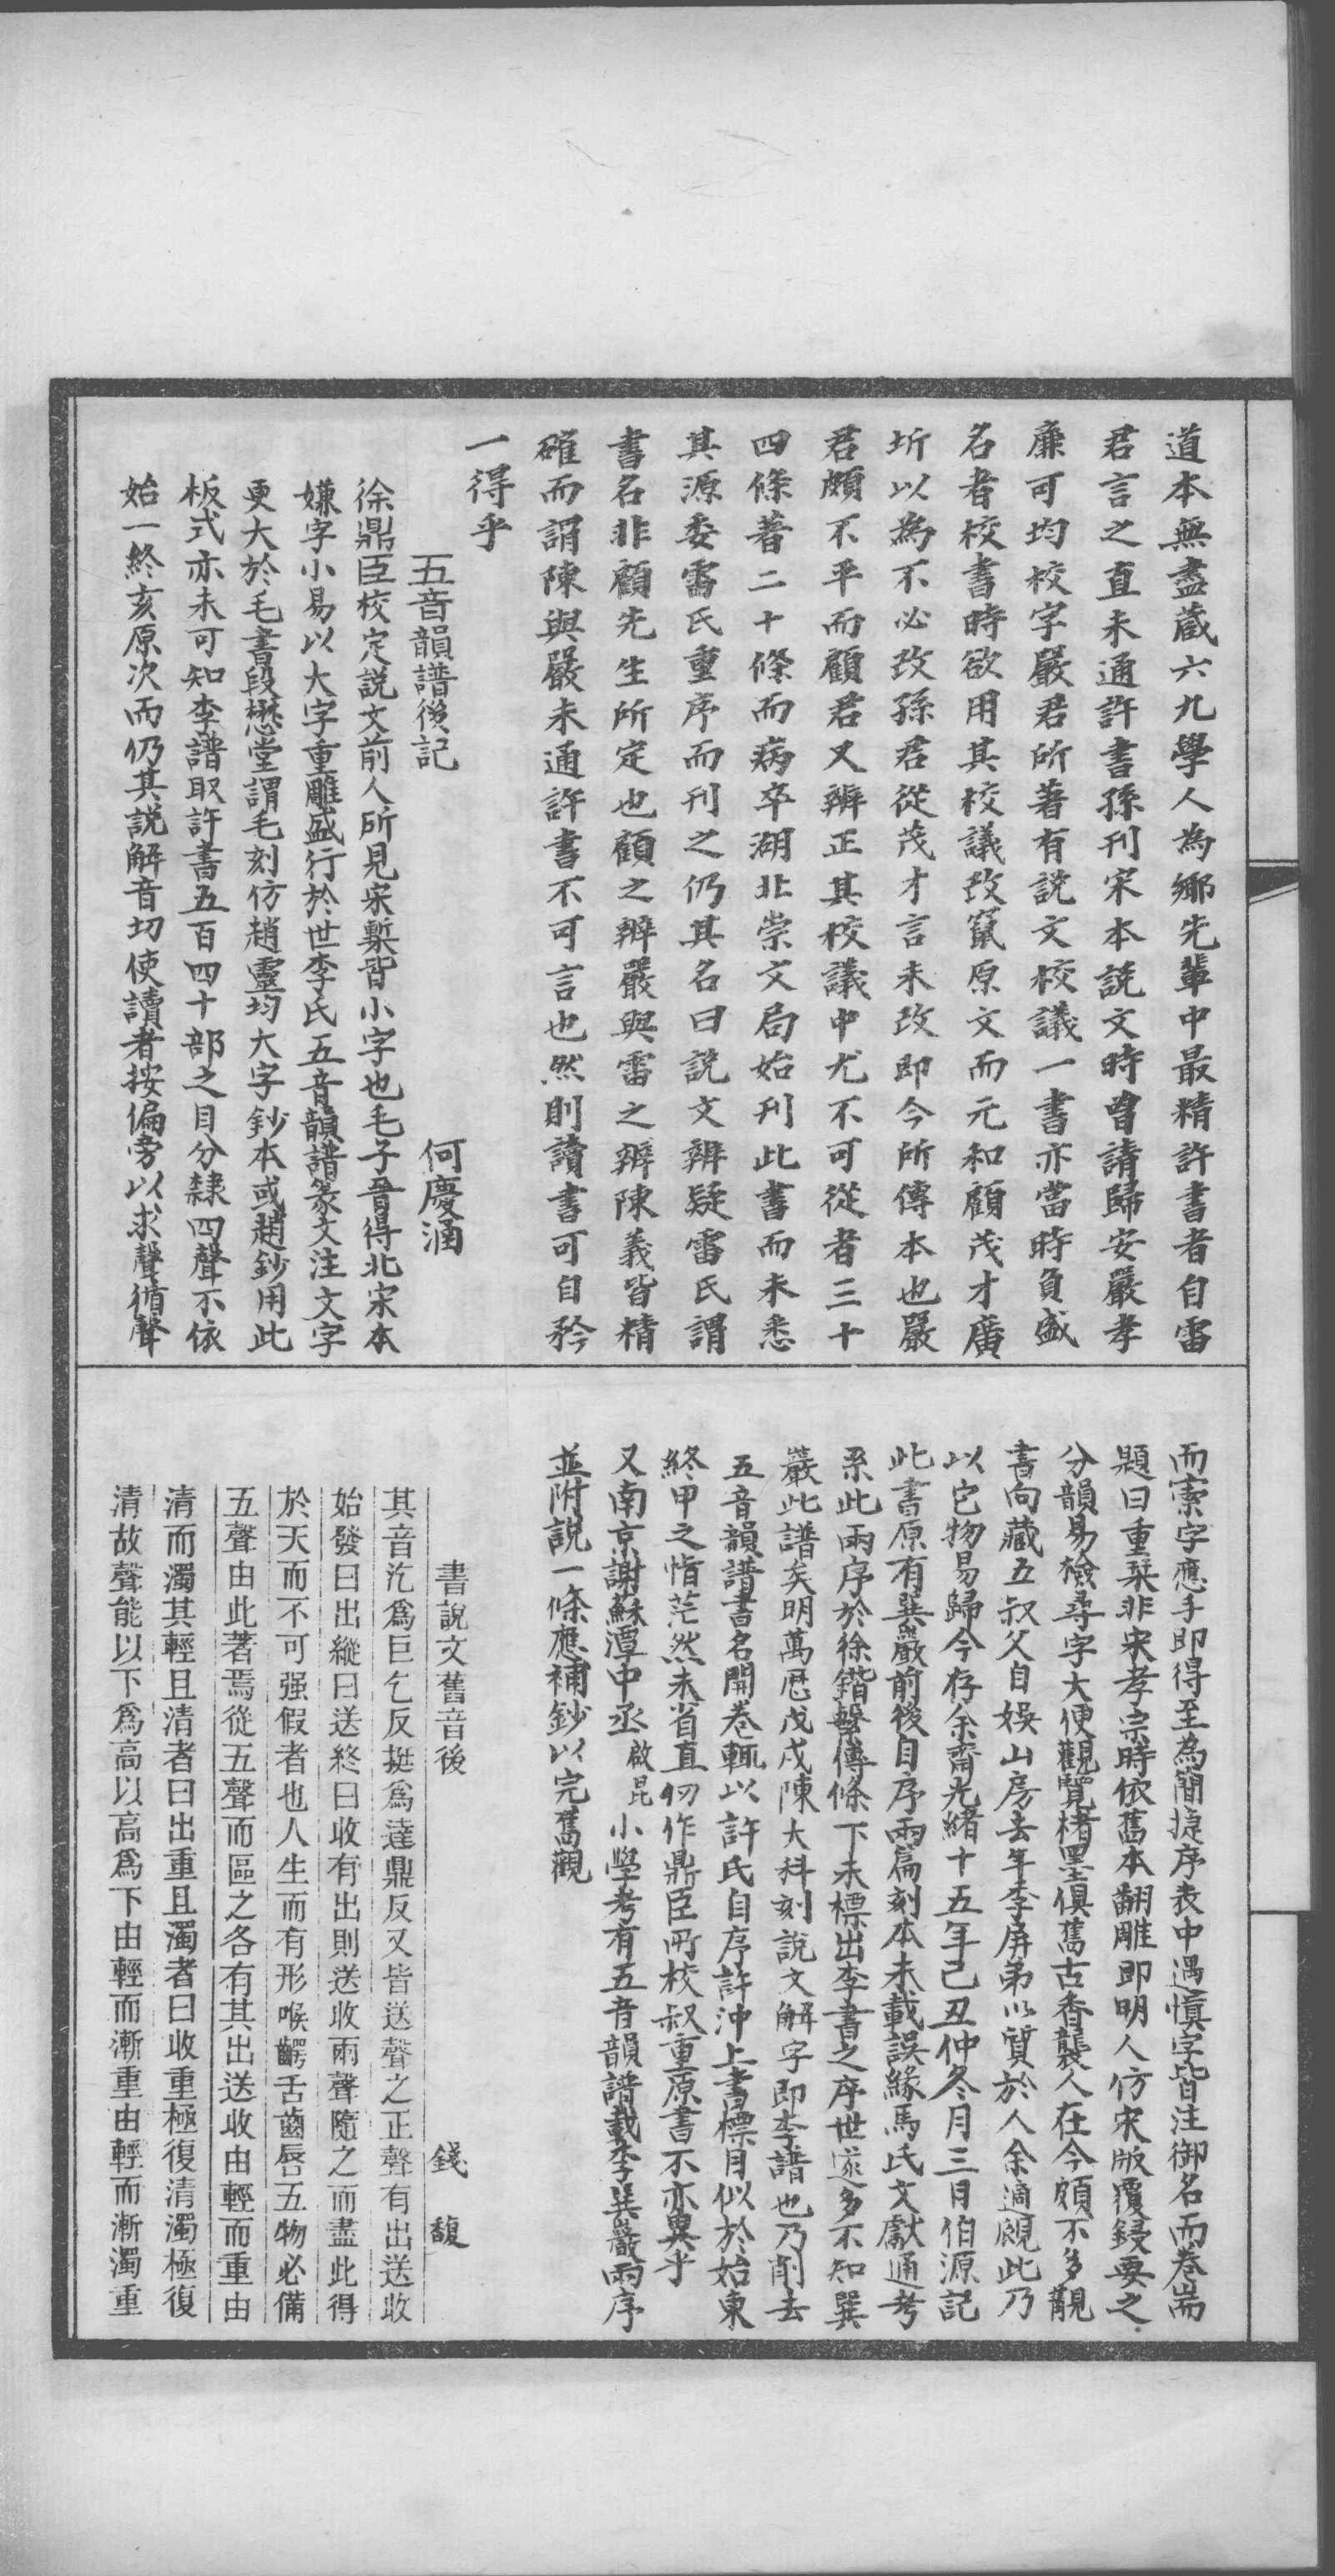 道本無盡蔵六九學人為鄉先輩中最精許書者自雷
君言之直未通許書孫刊宋本說文時曾請歸安嚴孝
廉可均校字嚴君所著有說文校議一書亦當時負盛
名者校書時欲用其校議改竄原文而元和顧茂才廣
圻以為不必改孫君從茂才言未改即今所傳本也嚴
君頗不平而顧君又辨正其校議中尤不可從者三十
四條著二十條而病卒湖北崇文局始刊此書而未悉
其源委雷氏重序而刊之仍其名曰說文辨疑雷氏謂
書名非顧先生所定也顧之辨嚴與雷之辨陳義皆精
確而謂陳與嚴未通許書不可言也然則讀書可自矜
一得乎
五音韻譜後記　何慶涵
徐鼎臣校定說文前人所見宋槧皆小字也毛子晉得北宋本
嫌字小易以大字重雕盛行於世李氏五音韻譜篆文注文字
更大於毛書段懋堂謂毛刻仿趙靈均大字鈔本或趙鈔用此
板式亦未可知李譜取許書五百四十部之目分隸四聲不依
始一終亥原次而仍其說解音切使讀者按偏旁以求聲循聲
而索字應手即得至為簡捷序表中遇慎字皆注御名而卷耑
題曰重栞非宋孝宗時依舊本翻雕即明人仿宋版覆鋟要之
分韻易檢尋字大便觀覽楮墨俱舊古香襲人在今頗不多覯
書向藏五叔父自娛山房去年季屏弟以質於人余適覵此乃
以它物易歸今存余齋光緒十五年己丑仲冬月三日伯源記
此書原有巽巖前後自序兩篇刻本未載誤緣馬氏文獻通考
系此兩序於徐鍇繫傳條下未標出李書之序世遂多不知巽
巖此譜矣明萬厯戊戌陳大科刻說文解字即李譜也乃削去
五音韻譜書名開卷輒以許氏自序許沖上書標目似於始東
終甲之恉茫然未省直仞作鼎臣所校叔重原書不亦異乎
又南京謝蘇潭中丞啟昆小學考有五音韻譜載李巽巖兩序
並附說一條應補鈔以完舊觀
書說文舊音後　錢馥
其音汔爲巨乞反挺爲達鼎反又皆送聲之正聲有出送收
始發曰出縱曰送終曰收有出則送收兩聲隨之而盡此得
於天而不可强假者也人生而有形喉齶舌齒唇五物必備
五聲由此著焉從五聲而區之各有其出送收由輕而重由
清而濁其輕且清者曰出重且濁者曰收重極復清濁極復
清故聲能以下爲高以高爲下由輕而漸重由輕而漸濁重